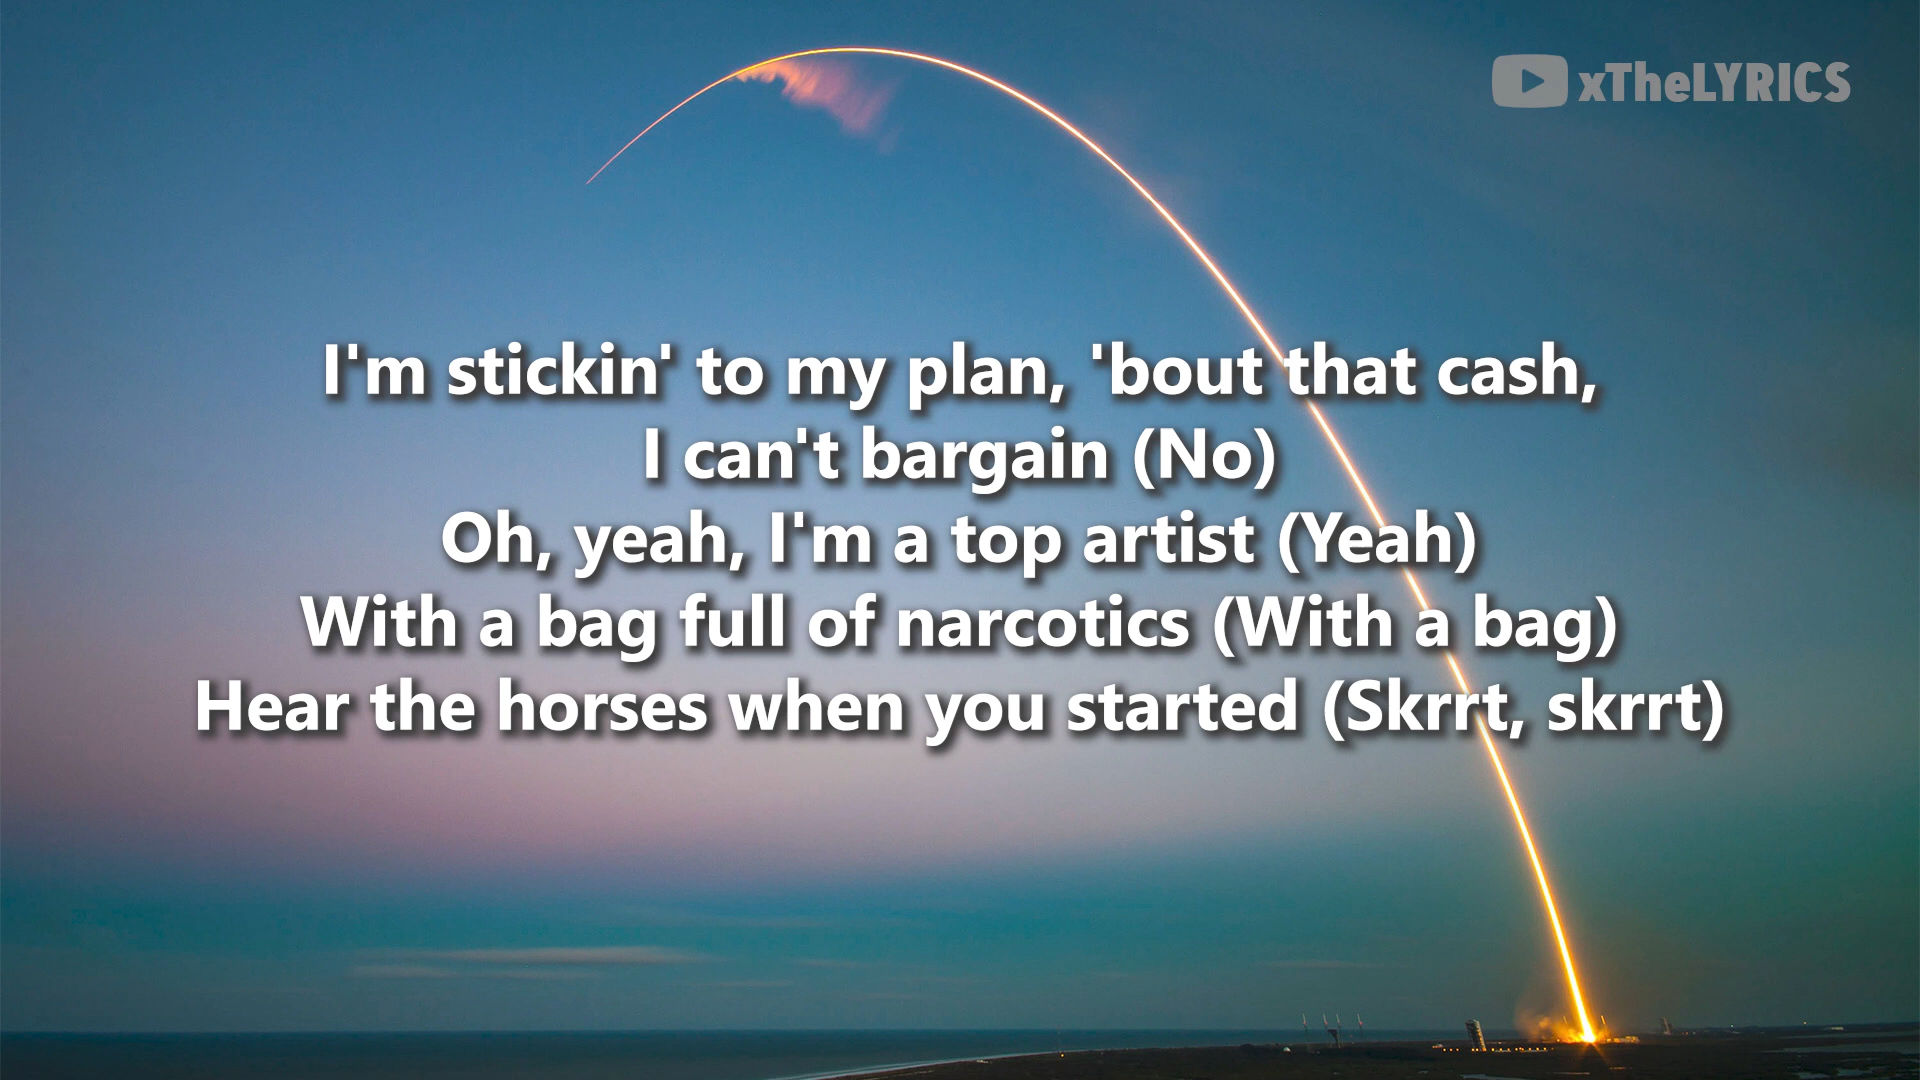 xTheLYRICS
I'm stickin' to my plan, 'bout that cash,
I can't bargain (No)
Oh, yeah, I'm a top artist (Yeah)
With a bag full of narcotics (With a bag)
Hear the horses when you started (Skrrt, skrrt)